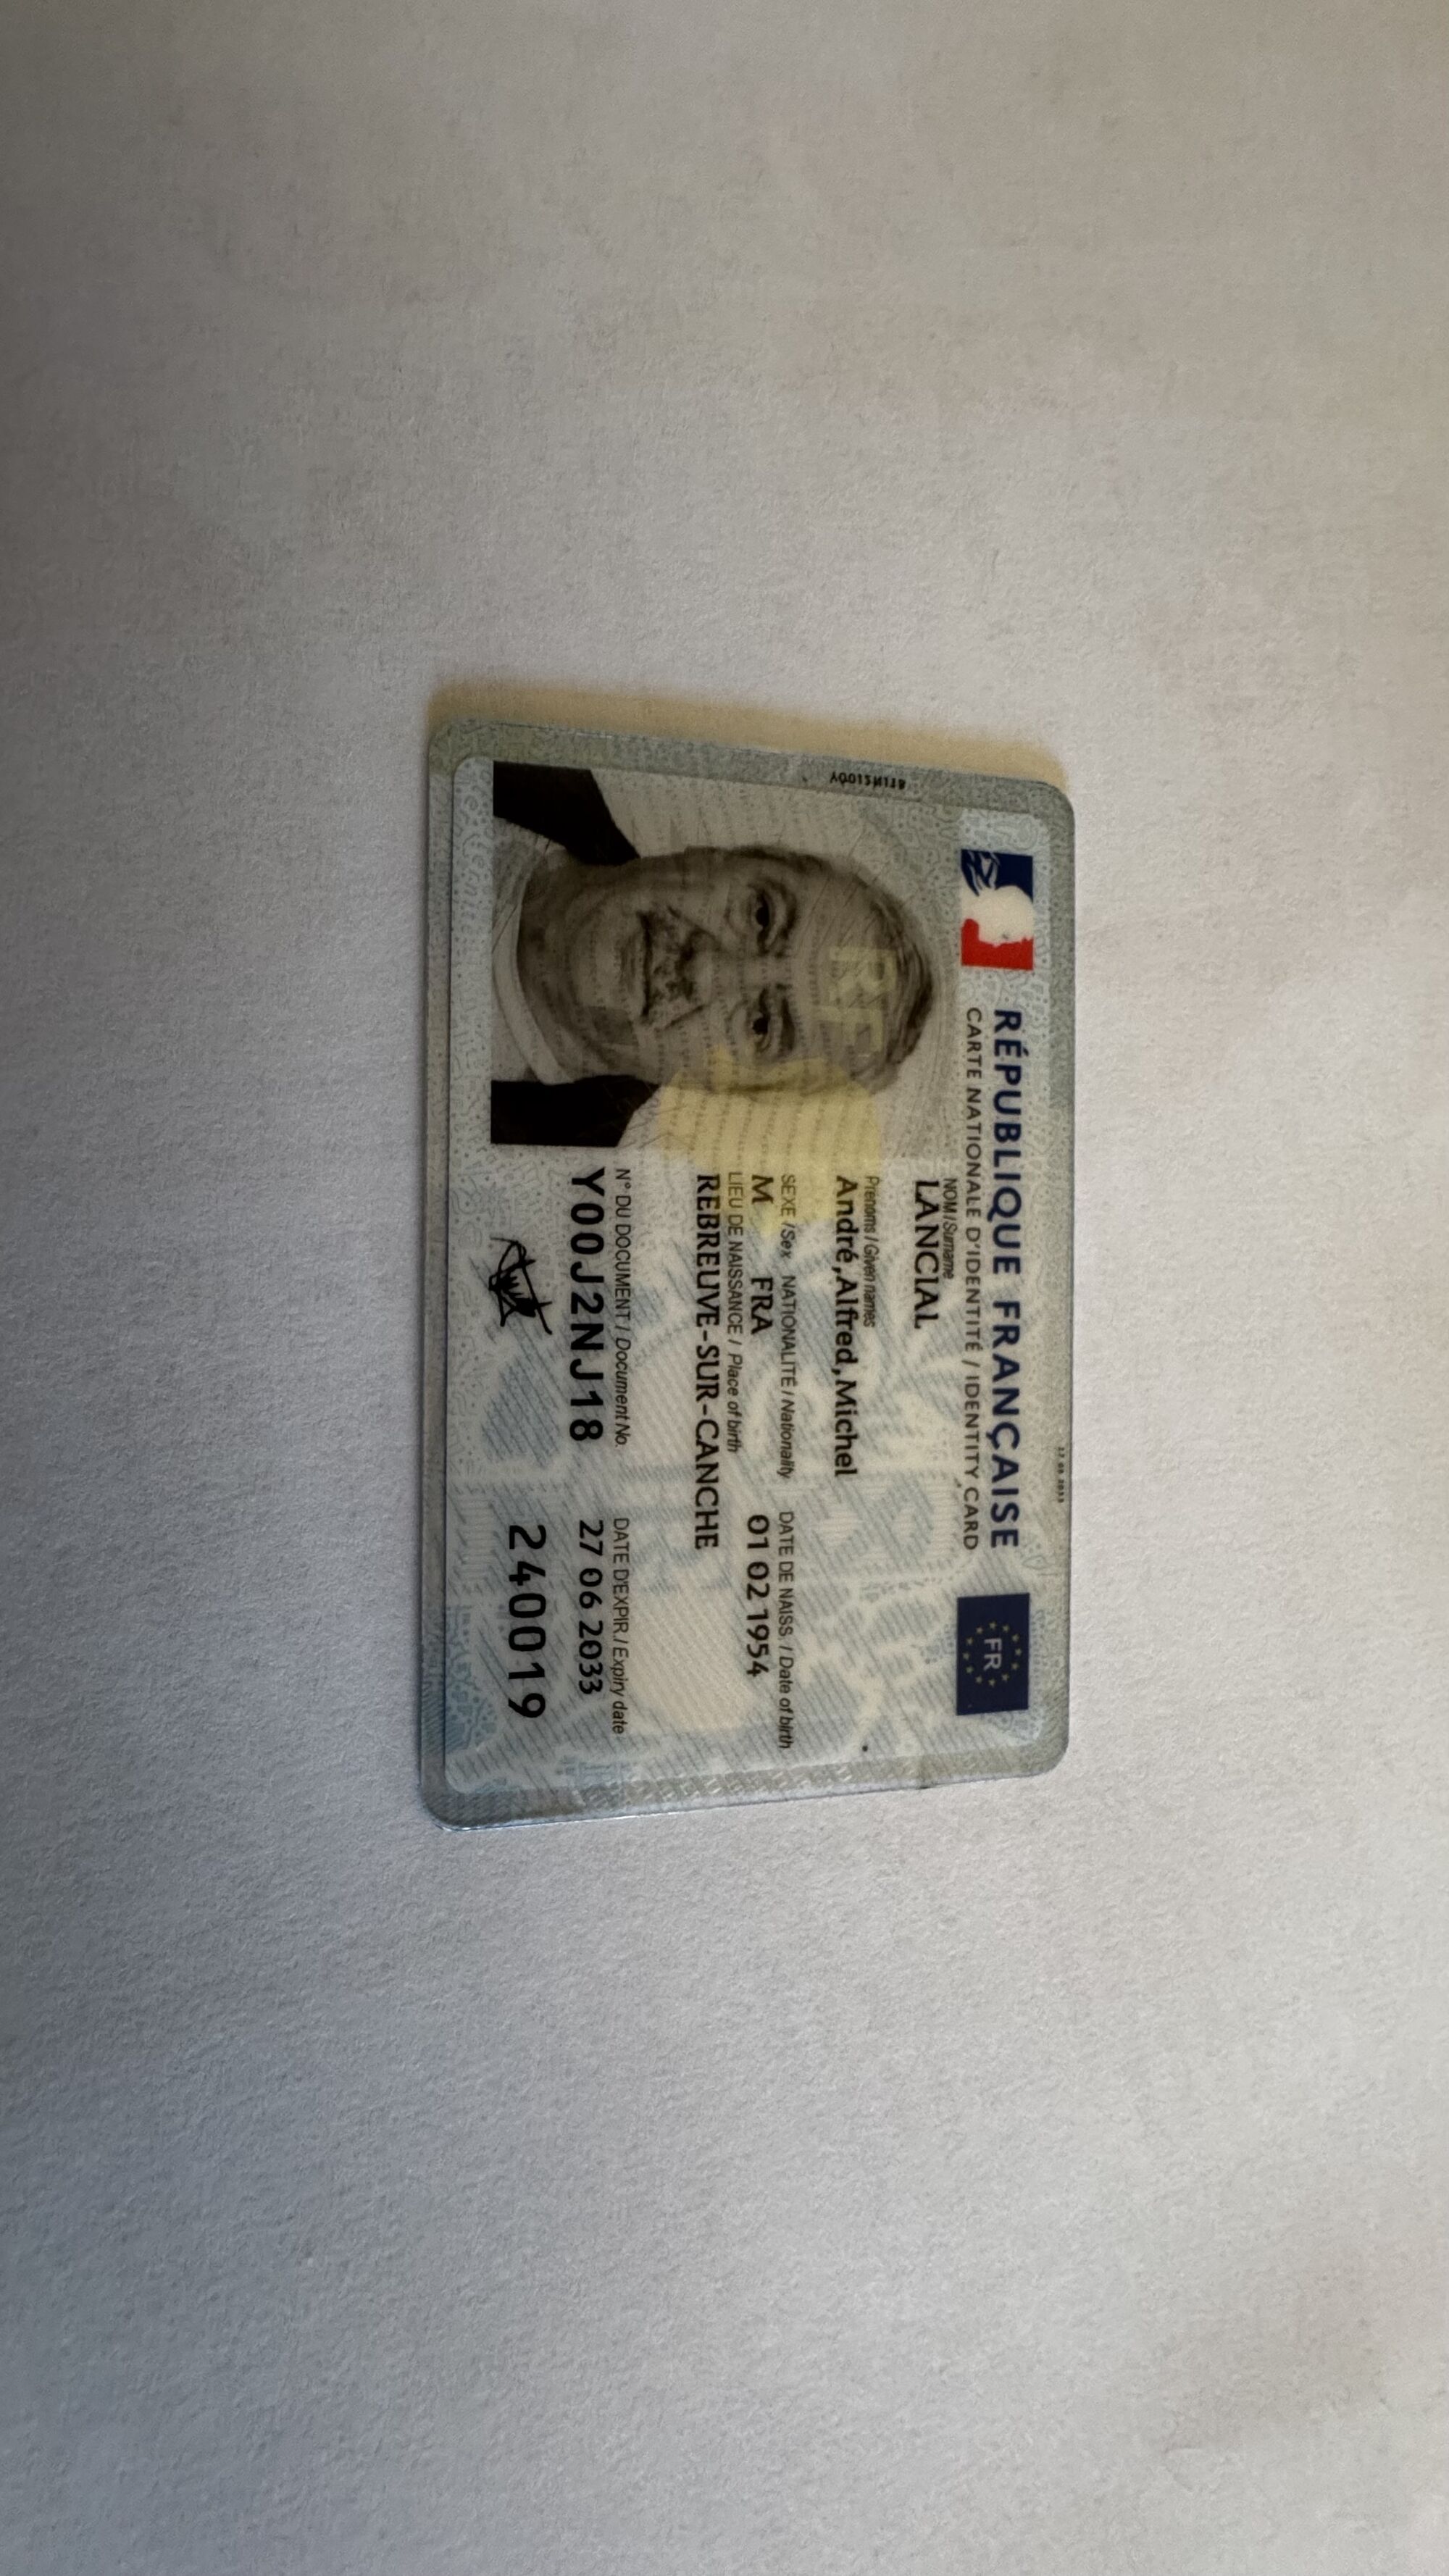 RÉPUBLIQUE FRANÇAISE
FR
CARTE NATIONALE D'IDENTITÉ / IDENTITY CARD
NOM / Surname
LANCIAL
Prénoms / Given names
André, Alfred, Michel
SEXE / Sex NATIONALITÉ / Nationality DATE DE NAISS. / Date of birth
M FRA 01 02 1954
LIEU DE NAISSANCE / Place of birth
REBREUVE-SUR-CANCHE
N° DU DOCUMENT / Document No. DATE D'EXPIR. / Expiry date
Y00J2NJ18 27 06 2033
240019
RF